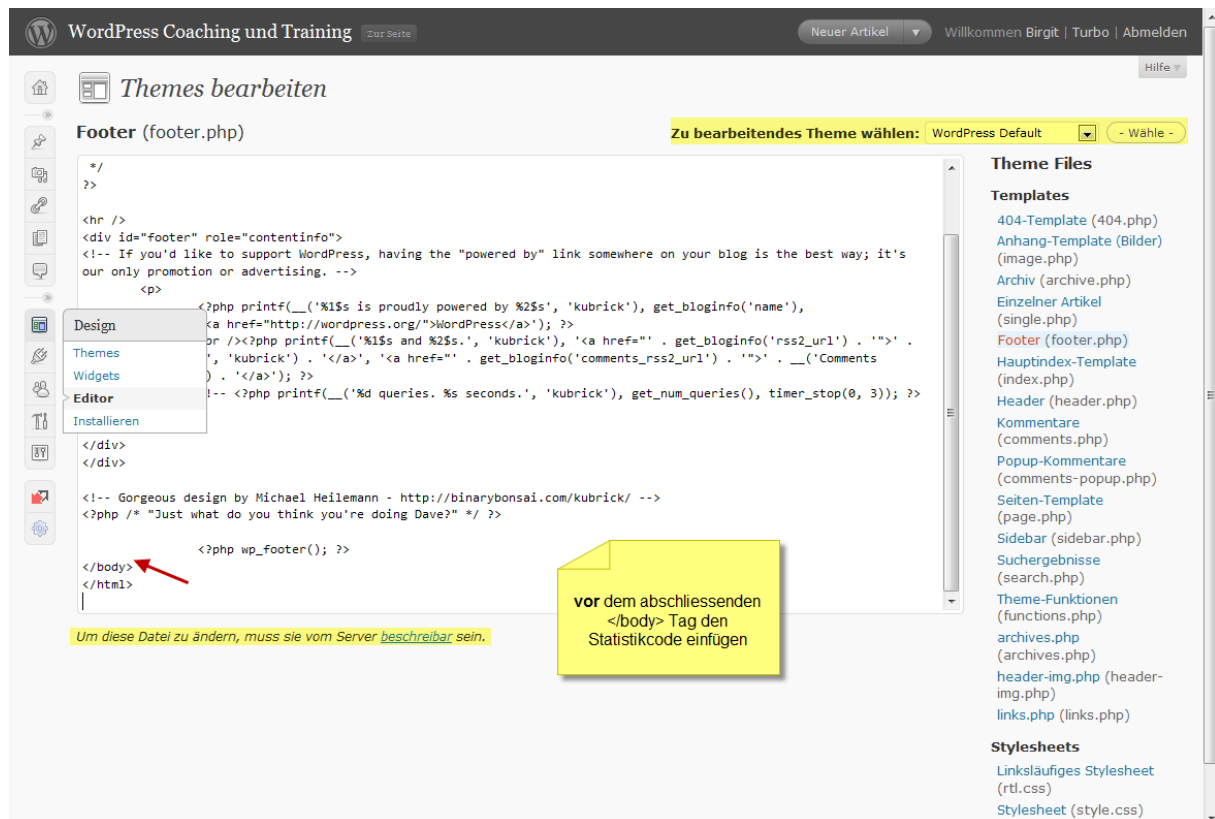 WordPress Coaching und Training Zur Seite
Neuer Artikel
Willkommen Birgit | Turbo | Abmelden
Hilfe
Themes bearbeiten
Footer (footer.php)
Zu bearbeitendes Theme wählen: WordPress Default - Wähle -
*/
?>
<hr />
<div id="footer" role="contentinfo">
<!-- If you'd like to support WordPress, having the "powered by" link somewhere on your blog is the best way; it's
our only promotion or advertising. -->
<p>
<?php printf(__('%1$s is proudly powered by %2$s', 'kubrick'), get_bloginfo('name'),
<a href="http://wordpress.org/">WordPress</a>'); ?>
or /><?php printf(__('%1$s and %2$s.', 'kubrick'), '<a href="' . get_bloginfo('rss2_url') . '">' .
', 'kubrick') . '</a>', '<a href="' . get_bloginfo('comments_rss2_url') . '">' . __('Comments
) . '</a>'); ?>
!-- <?php printf(__('%d queries. %s seconds.', 'kubrick'), get_num_queries(), timer_stop(0, 3)); ?>
</div>
</div>
<!-- Gorgeous design by Michael Heilemann - http://binarybonsai.com/kubrick/ -->
<?php /* "Just what do you think you're doing Dave?" */ ?>
<?php wp_footer(); ?>
</body>
</html>
Design
Themes
Widgets
Editor
Installieren
vor dem abschliessenden
</body> Tag den
Statistikcode einfügen
Um diese Datei zu ändern, muss sie vom Server beschreibar sein.
Theme Files
Templates
404-Template (404.php)
Anhang-Template (Bilder)
(image.php)
Archiv (archive.php)
Einzelner Artikel
(single.php)
Footer (footer.php)
Hauptindex-Template
(index.php)
Header (header.php)
Kommentare
(comments.php)
Popup-Kommentare
(comments-popup.php)
Seiten-Template
(page.php)
Sidebar (sidebar.php)
Suchergebnisse
(search.php)
Theme-Funktionen
(functions.php)
archives.php
(archives.php)
header-img.php (header-
img.php)
links.php (links.php)
Stylesheets
Linksläufiges Stylesheet
(rtl.css)
Stylesheet (style.css)